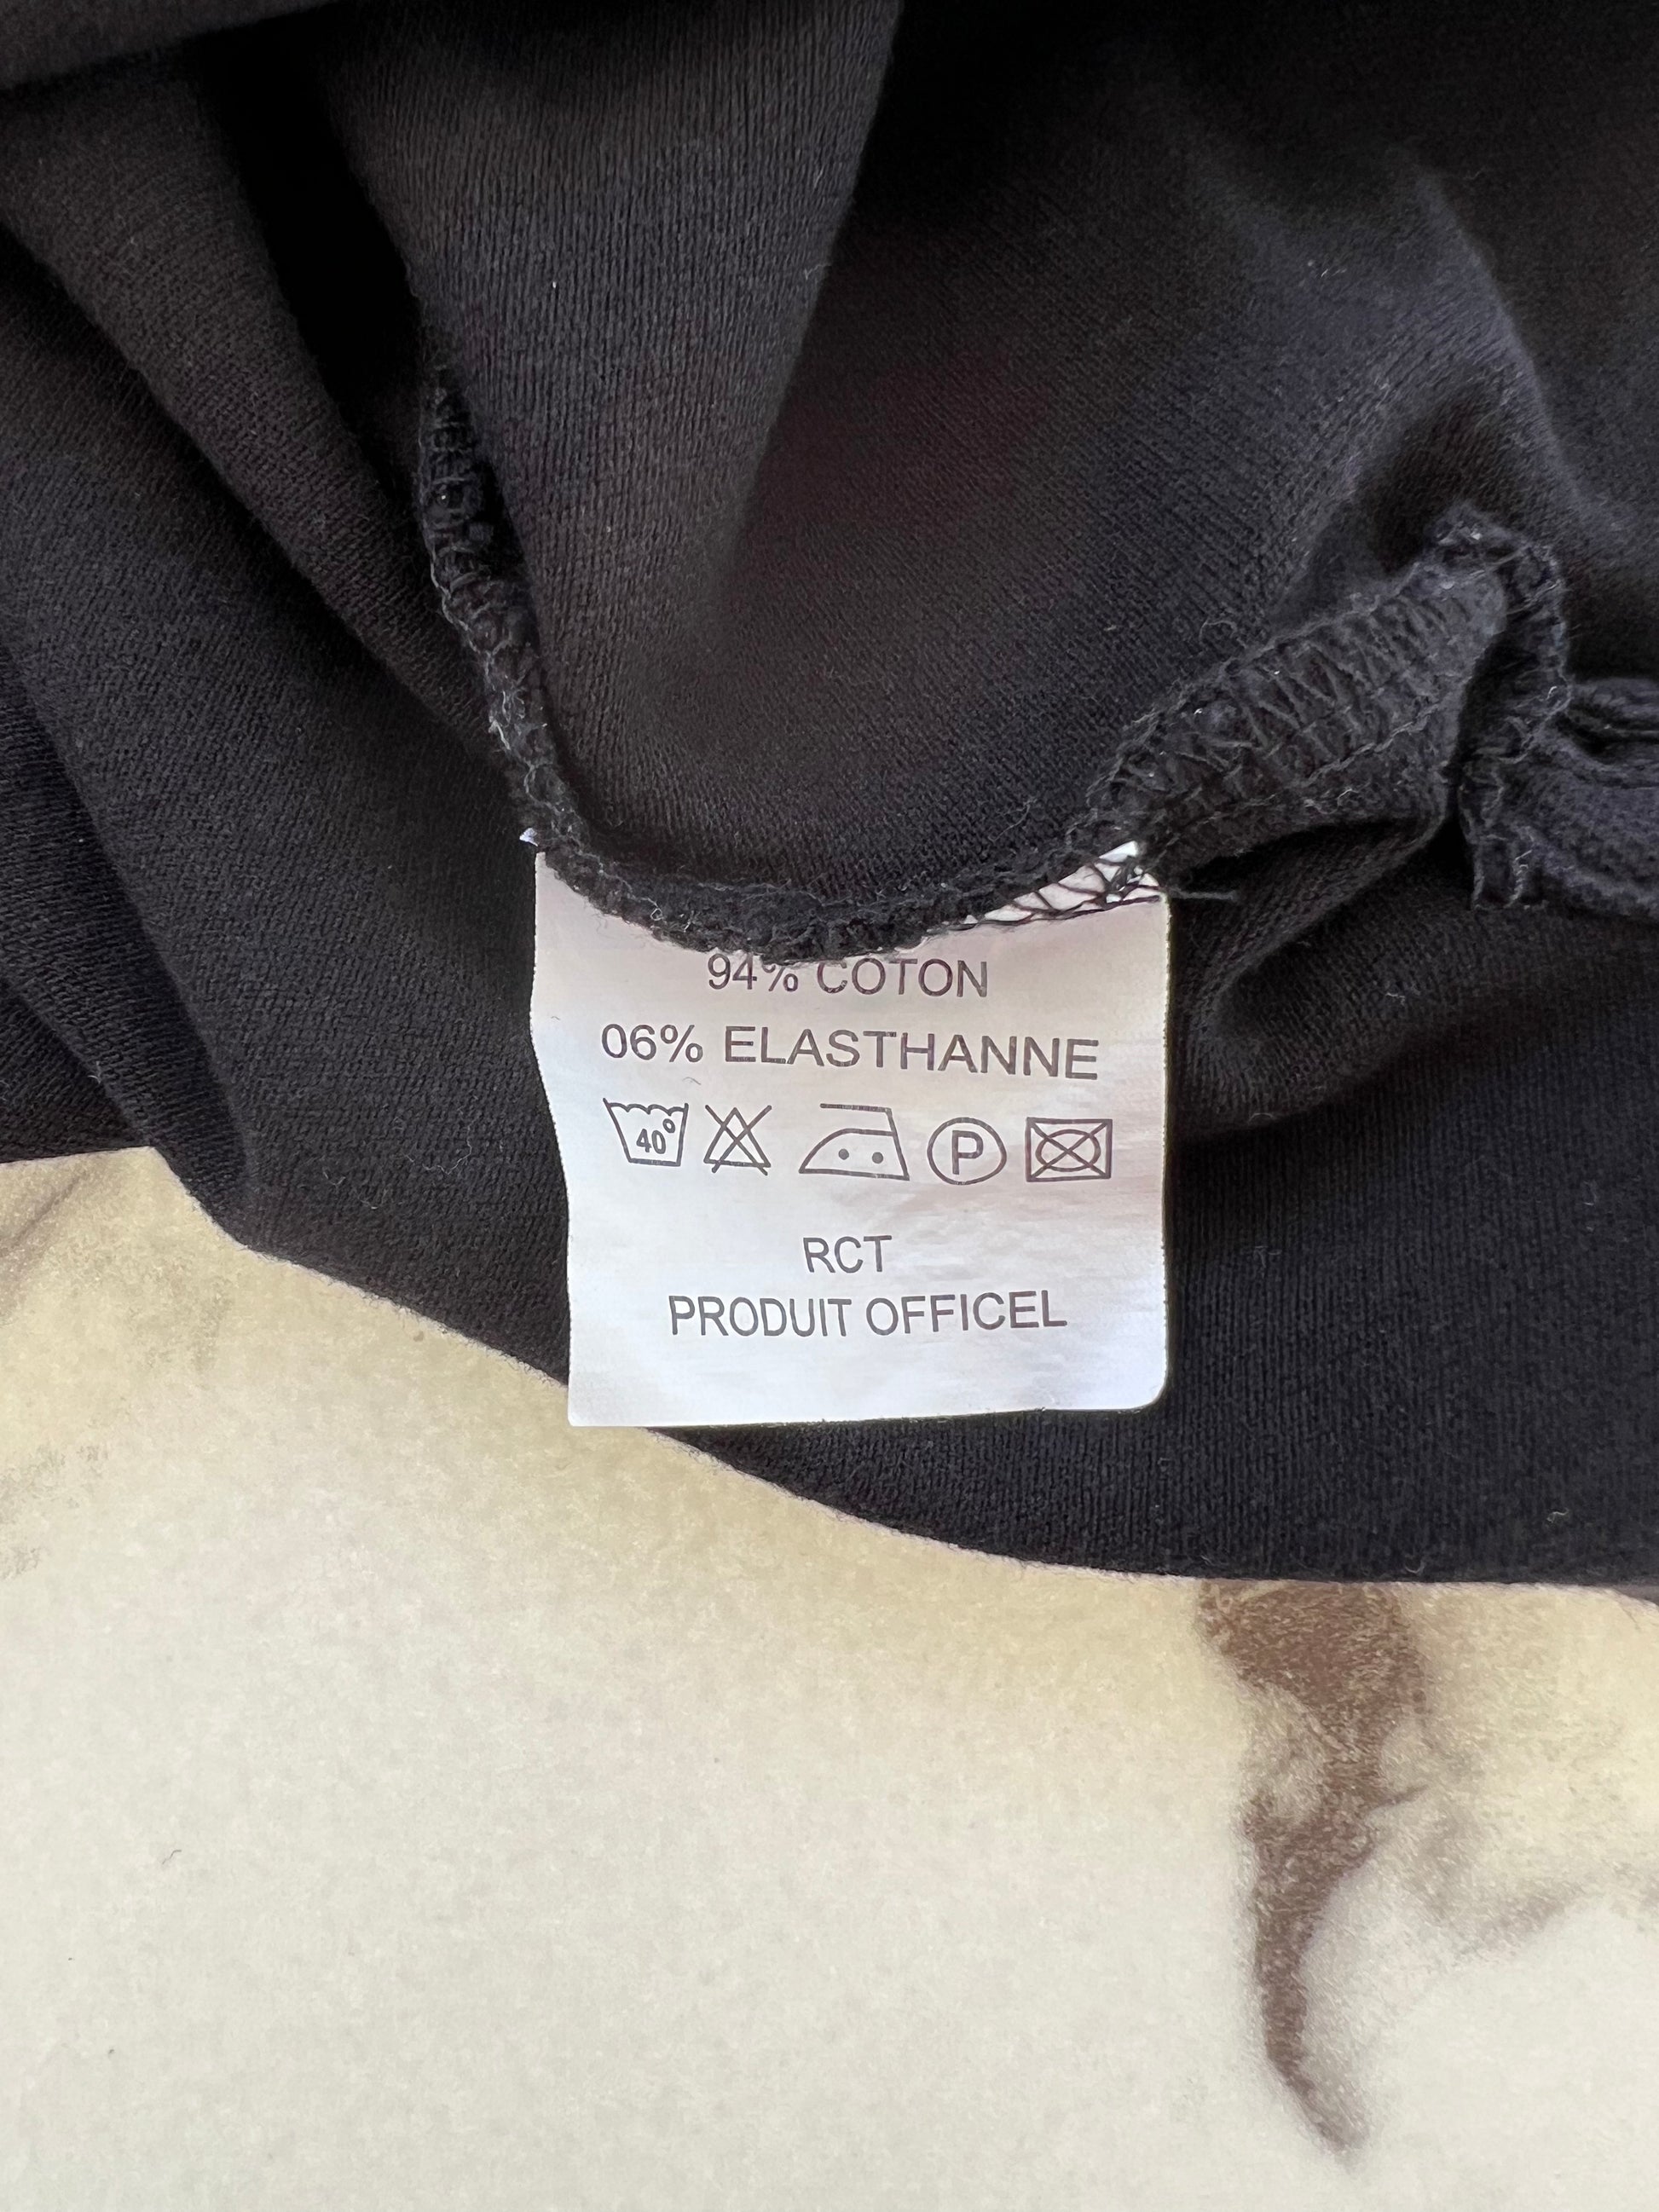 94% COTON
06% ELASTHANNE
40° P
RCT
PRODUIT OFFICEL